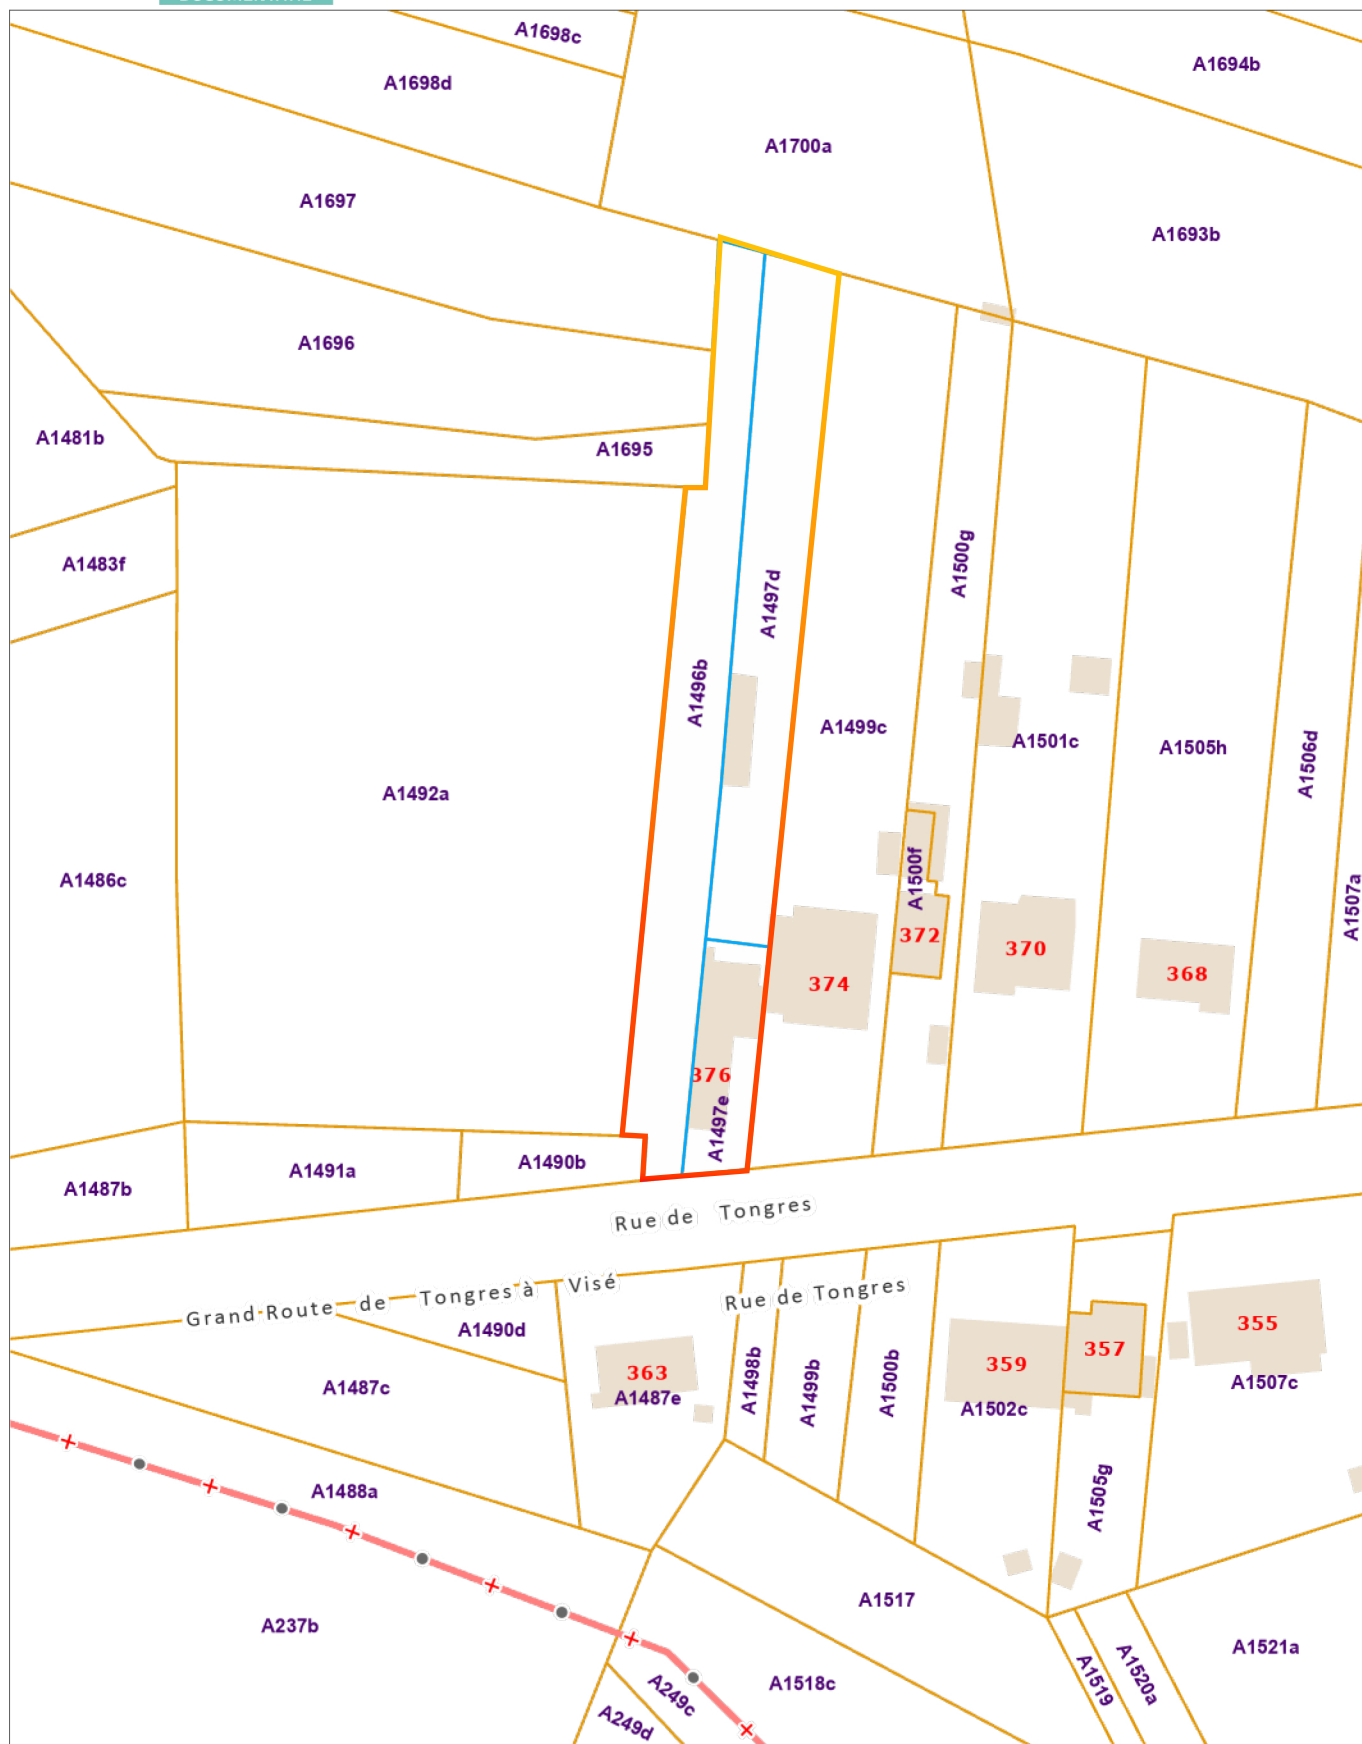 A1698c
A1694b
A1698d
A1700a
A1697
A1693b
A1696
A1481b
A1695
A1483f
A1500g
A1497d
A1496b
A1499c
A1501c
A1505h
A1506d
A1492a
A1486c
A1500f
A1507a
372
370
368
374
376
A1497e
A1490b
A1491a
A1487b
Rue de Tongres
Grand Route de Tongres à Visé
Rue de Tongres
A1490d
355
357
359
363
A1487c
A1487e
A1498b
A1499b
A1500b
A1502c
A1507c
A1488a
A1505g
A1517
A237b
A1521a
A1518c
A249c
A249d
A1519
A1520a